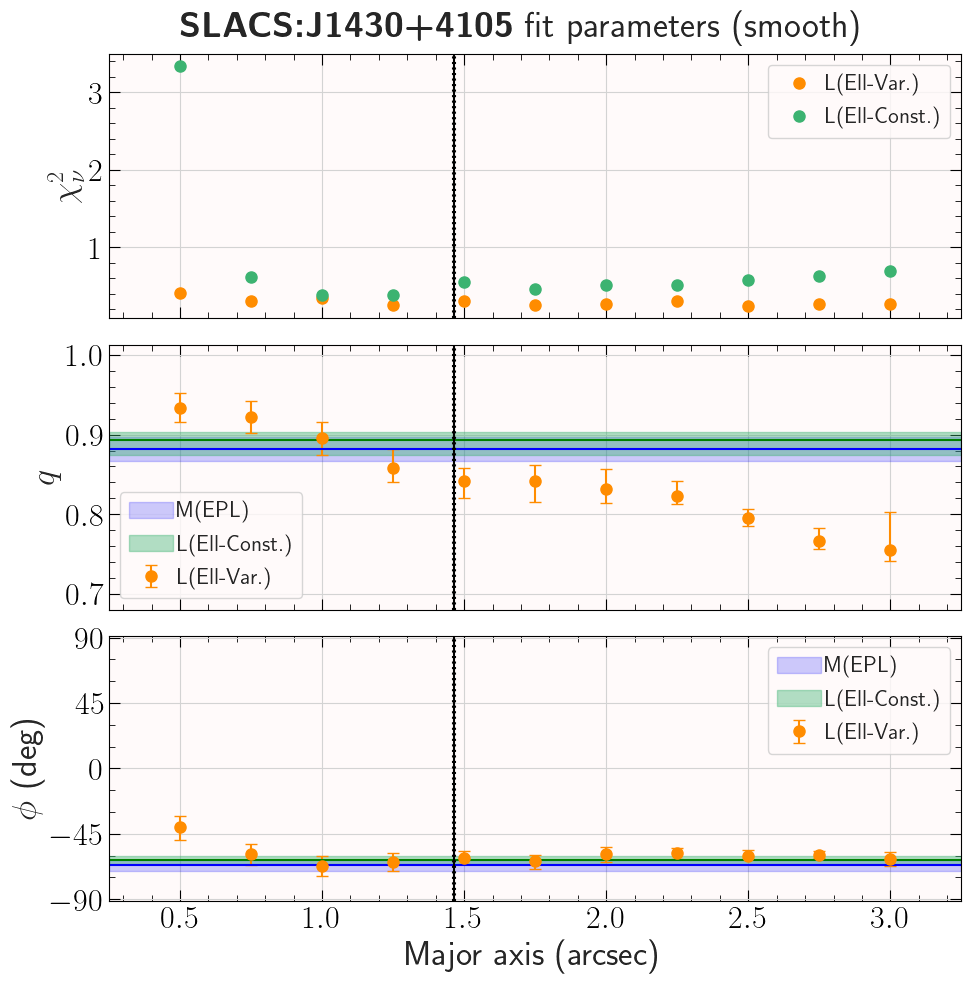 SLACS:J1430+4105 fit parameters (smooth)
3
2
1
χ²ᵥ
L(Ell-Var.)
L(Ell-Const.)
1.0
0.9
0.8
0.7
q
M(EPL)
L(Ell-Const.)
L(Ell-Var.)
90
45
0
−45
−90
ϕ (deg)
M(EPL)
L(Ell-Const.)
L(Ell-Var.)
0.5 1.0 1.5 2.0 2.5 3.0
Major axis (arcsec)